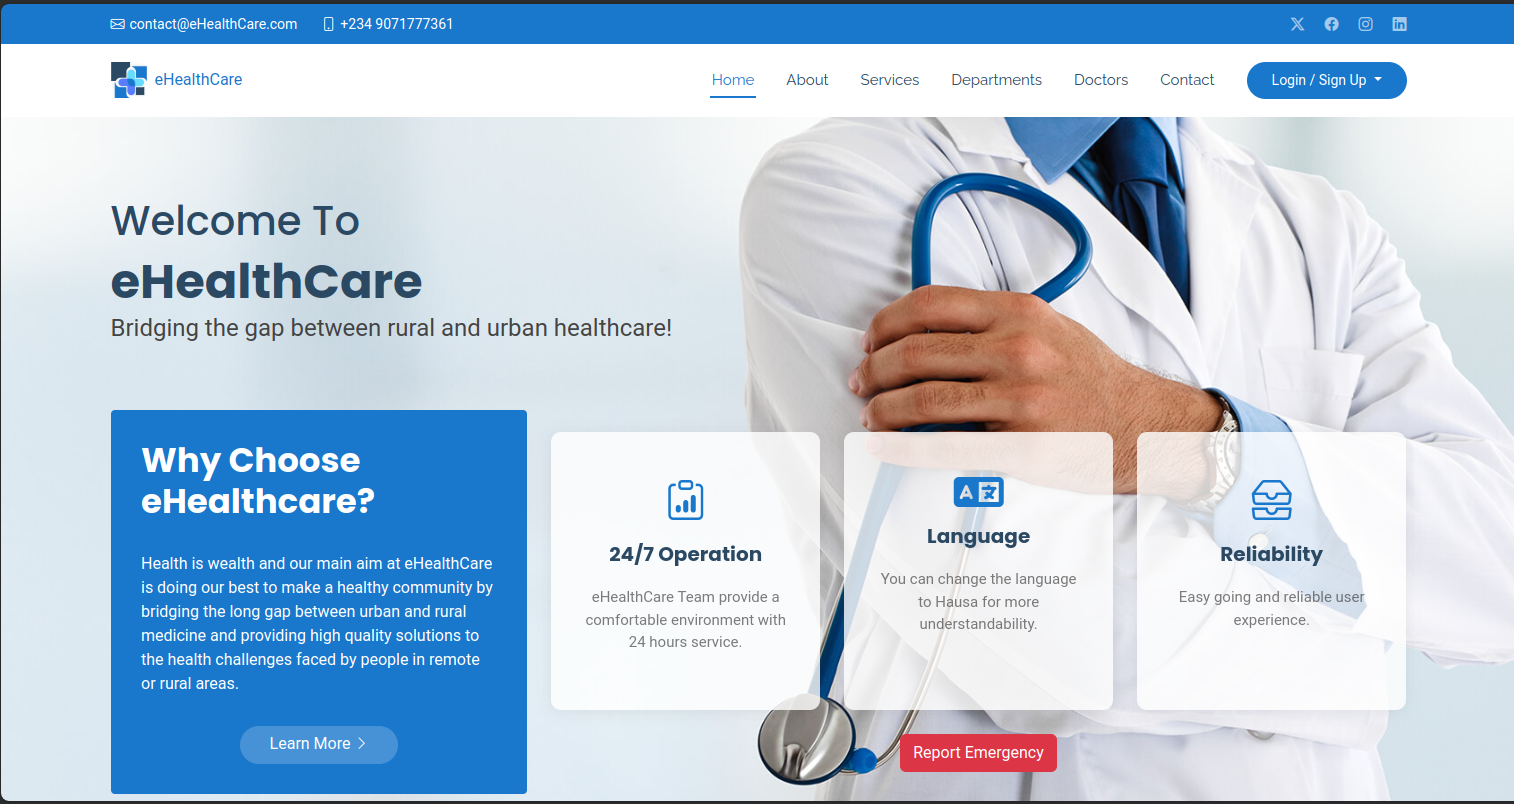 contact@eHealthCare.com +234 9071777361
eHealthCare
Home About Services Departments Doctors Contact Login / Sign Up
Welcome To
eHealthCare
Bridging the gap between rural and urban healthcare!
Why Choose
eHealthcare?
Health is wealth and our main aim at eHealthCare
is doing our best to make a healthy community by
bridging the long gap between urban and rural
medicine and providing high quality solutions to
the health challenges faced by people in remote
or rural areas.
Learn More
24/7 Operation
eHealthCare Team provide a
comfortable environment with
24 hours service.
A 文
Language
You can change the language
to Hausa for more
understandability.
Reliability
Easy going and reliable user
experience.
Report Emergency